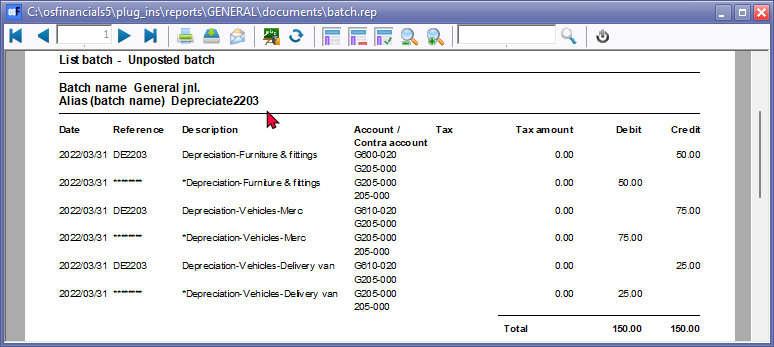 C:\osfinancials5\plug_ins\reports\GENERAL\documents\batch.rep
1
List batch - Unposted batch
Batch name General jnl.
Alias (batch name) Depreciate2203
Date Reference Description Account / Tax Tax amount Debit Credit
Contra account
2022/03/31 DE2203 Depreciation-Furniture & fittings G600-020 0.00 50.00
G205-000
2022/03/31 ******** *Depreciation-Furniture & fittings G205-000 0.00 50.00
205-000
2022/03/31 DE2203 Depreciation-Vehicles-Merc G610-020 0.00 75.00
G205-000
2022/03/31 ******** *Depreciation-Vehicles-Merc G205-000 0.00 75.00
205-000
2022/03/31 DE2203 Depreciation-Vehicles-Delivery van G610-020 0.00 25.00
G205-000
2022/03/31 ******** *Depreciation-Vehicles-Delivery van G205-000 0.00 25.00
205-000
Total 150.00 150.00